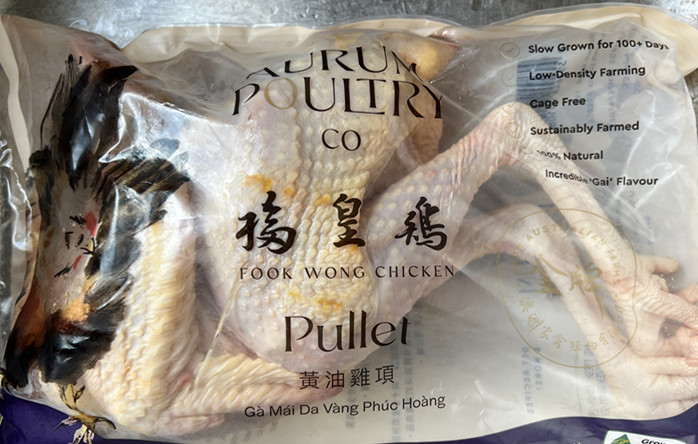 AURUM
POULTRY
CO
福皇鷄
FOOK WONG CHICKEN
Pullet
黃油雞項
Gà Mái Da Vàng Phúc Hoàng
Slow Grown for 100+ Days
Low-Density Farming
Cage Free
Sustainably Farmed
100% Natural
Incredible 'Gai' Flavour